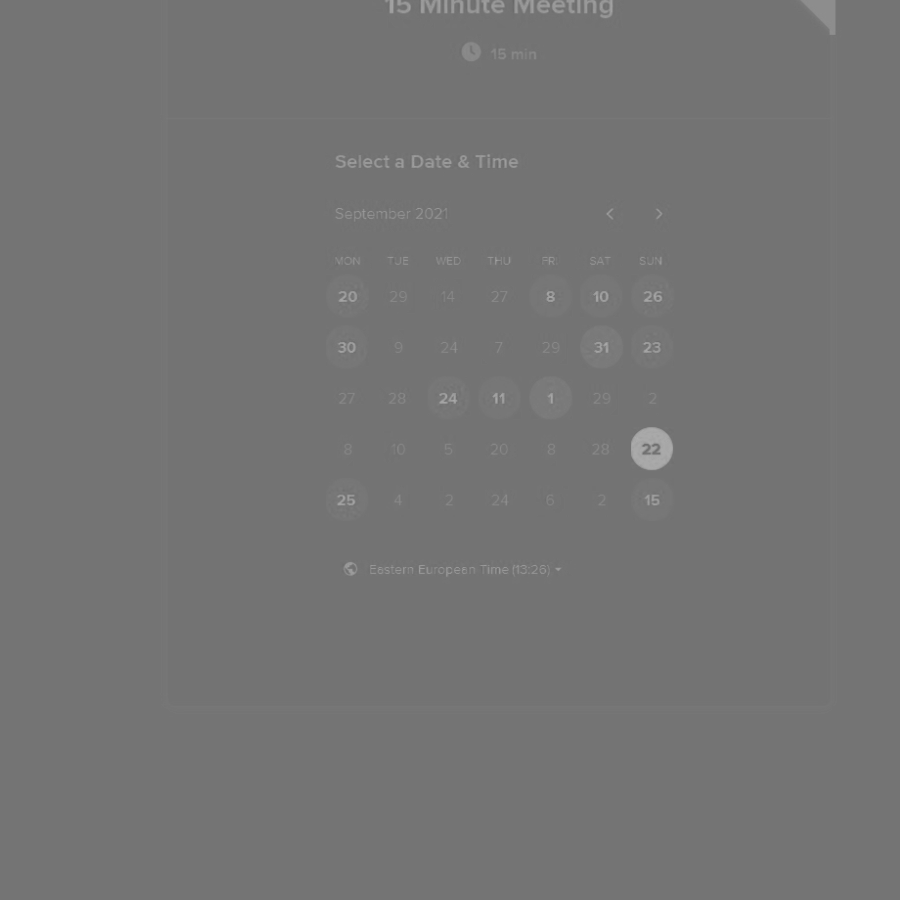 15 Minute Meeting
15 min
Select a Date & Time
September 2021
MON TUE WED THU FRI SAT SUN
20 29 14 27 8 10 26
30 9 24 7 29 31 23
27 28 24 11 1 29 2
8 10 5 20 8 28 22
25 4 2 24 6 2 15
Eastern European Time (13:26)